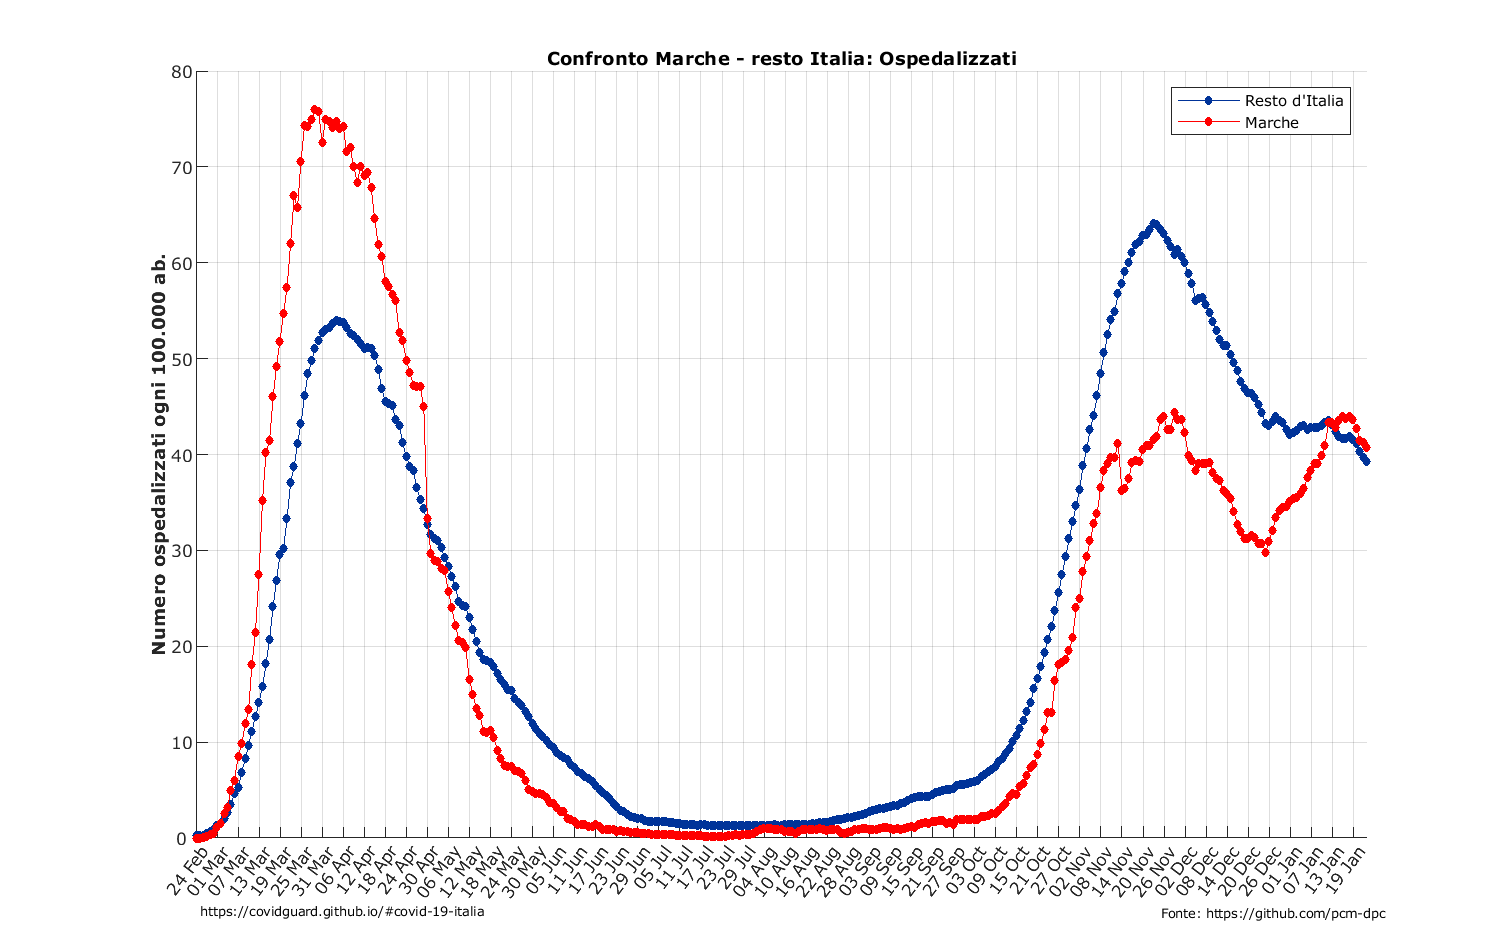 Confronto Marche - resto Italia: Ospedalizzati
Resto d'Italia
Marche
Numero ospedalizzati ogni 100.000 ab.
80
70
60
50
40
30
20
10
0
24 Feb
01 Mar
07 Mar
13 Mar
19 Mar
25 Mar
31 Mar
06 Apr
12 Apr
18 Apr
24 Apr
30 Apr
06 May
12 May
18 May
24 May
30 May
05 Jun
11 Jun
17 Jun
23 Jun
29 Jun
05 Jul
11 Jul
17 Jul
23 Jul
29 Jul
04 Aug
10 Aug
16 Aug
22 Aug
28 Aug
03 Sep
09 Sep
15 Sep
21 Sep
27 Sep
03 Oct
09 Oct
15 Oct
21 Oct
27 Oct
02 Nov
08 Nov
14 Nov
20 Nov
26 Nov
02 Dec
08 Dec
14 Dec
20 Dec
26 Dec
01 Jan
07 Jan
13 Jan
19 Jan
https://covidguard.github.io/#covid-19-italia
Fonte: https://github.com/pcm-dpc